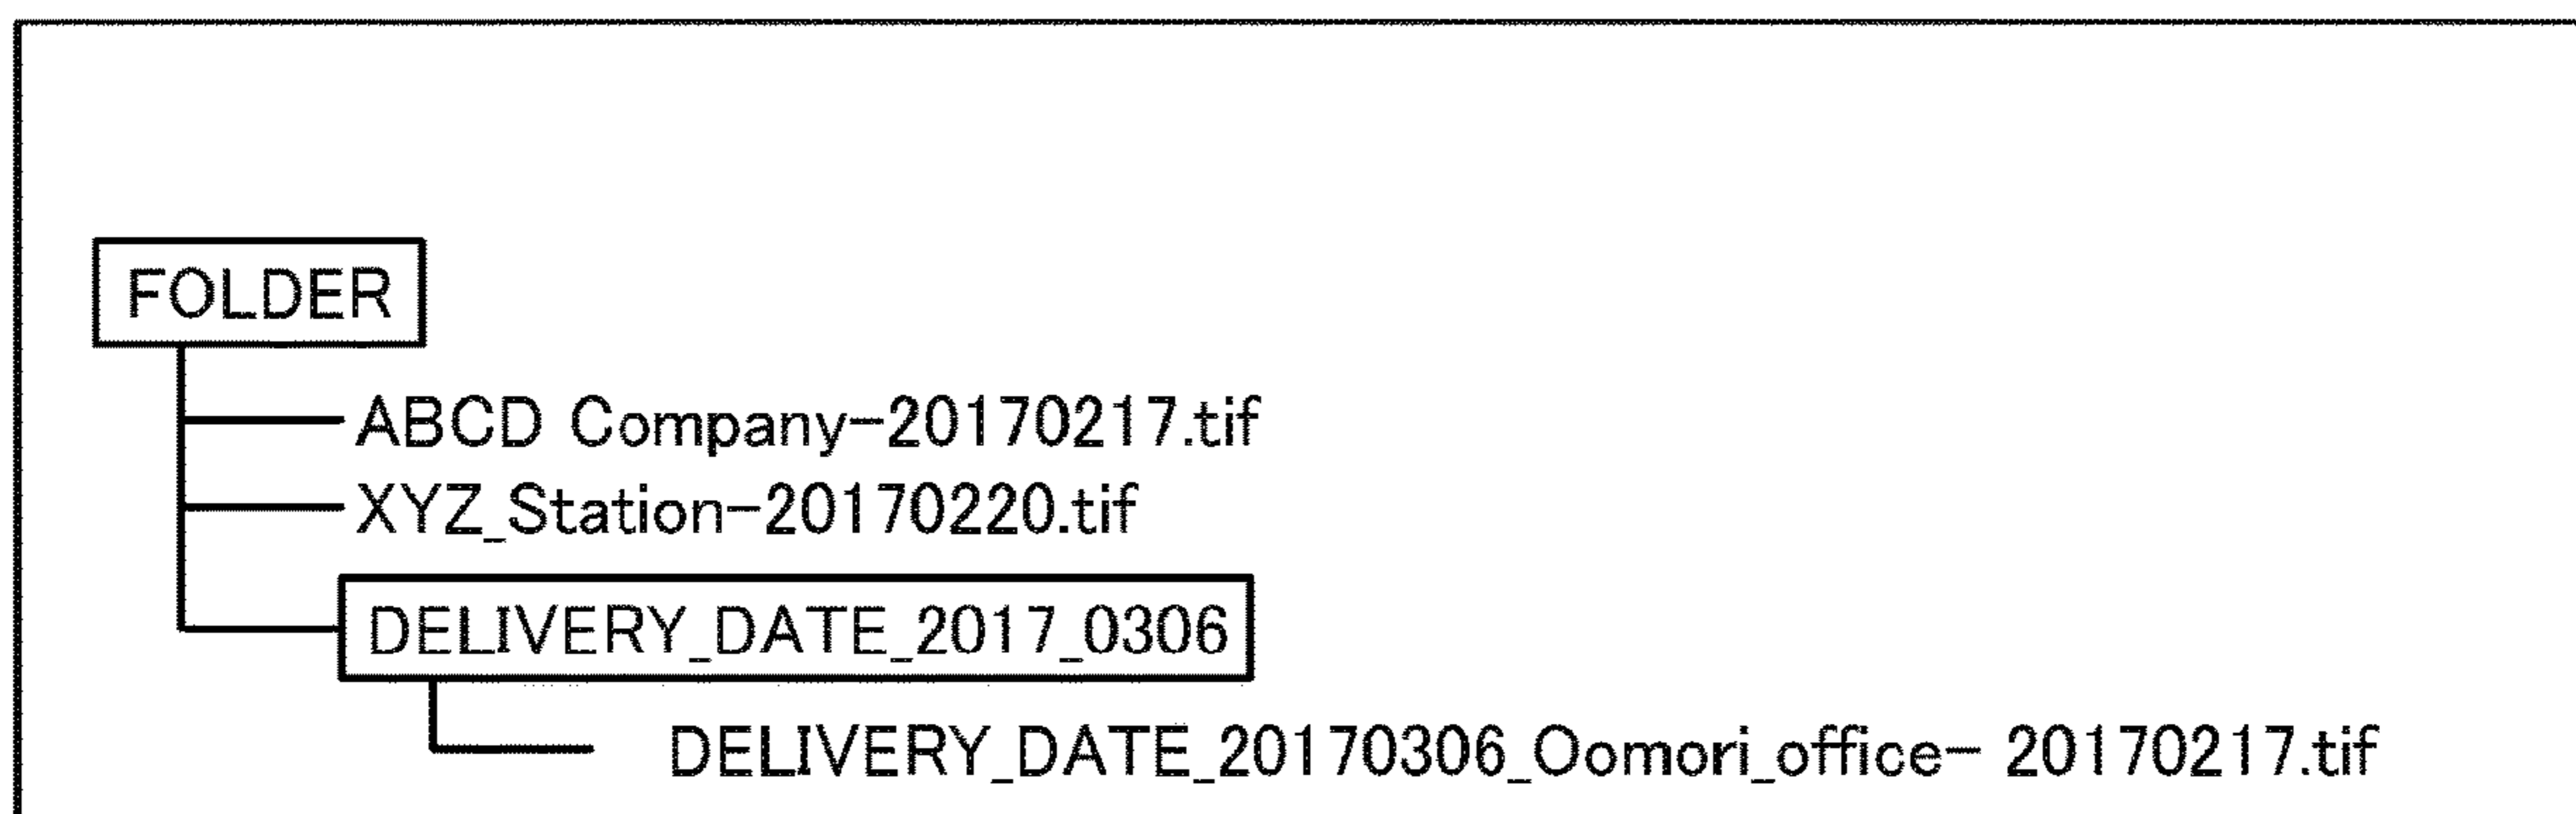 FOLDER
ABCD Company-20170217.tif
XYZ_Station-20170220.tif
DELIVERY_DATE_2017_0306
DELIVERY_DATE_20170306_Oomori_office- 20170217.tif